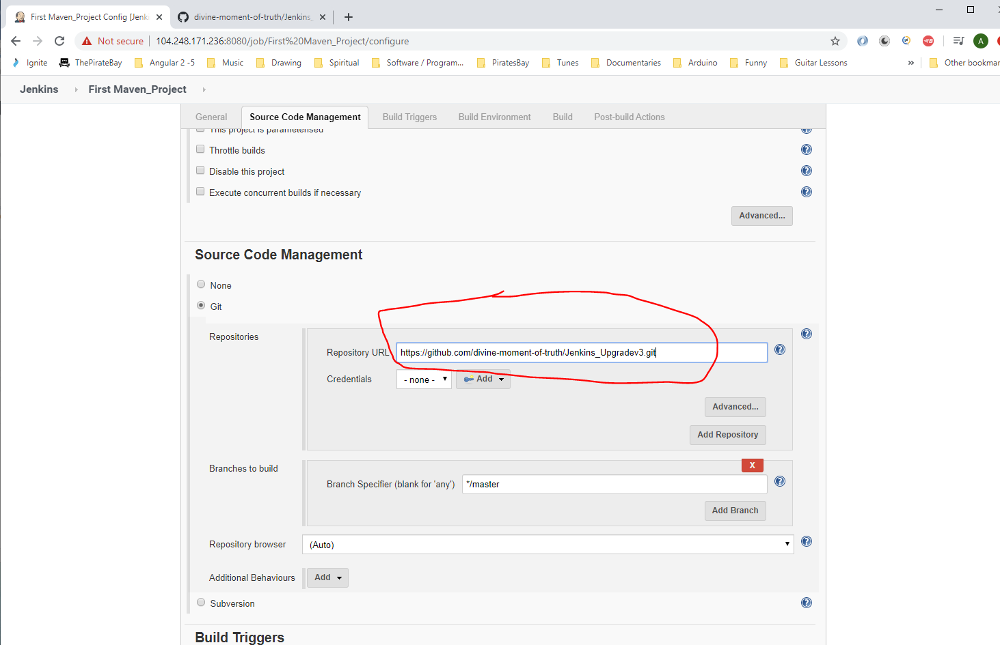 First Maven_Project Config [Jenk
divine-moment-of-truth/Jenkins_
Not secure
104.248.171.236:8080/job/First%20Maven_Project/configure
A
Ignite ThePirateBay Angular 2 -5 Music Drawing Spiritual Software / Program... PiratesBay Tunes Documentaries Arduino Funny Guitar Lessons » Other bookmar
Jenkins First Maven_Project
General Source Code Management Build Triggers Build Environment Build Post-build Actions
This project is parameterised
Throttle builds
Disable this project
Execute concurrent builds if necessary
Advanced...
Source Code Management
None
Git
Repositories
Repository URL https://github.com/divine-moment-of-truth/Jenkins_Upgradev3.git
Credentials - none - Add
Advanced...
Add Repository
Branches to build
X
Branch Specifier (blank for 'any') */master
Add Branch
Repository browser (Auto)
Additional Behaviours Add
Subversion
Build Triggers